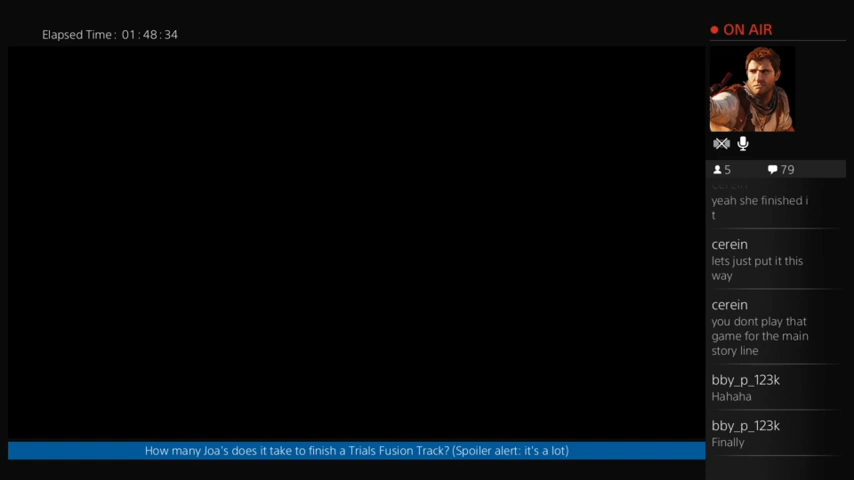 Elapsed Time: 01:48:34
ON AIR
5
79
yeah she finished i
t
cerein
lets just put it this
way
cerein
you dont play that
game for the main
story line
bby_p_123k
Hahaha
bby_p_123k
Finally
How many Joa's does it take to finish a Trials Fusion Track? (Spoiler alert: it's a lot)